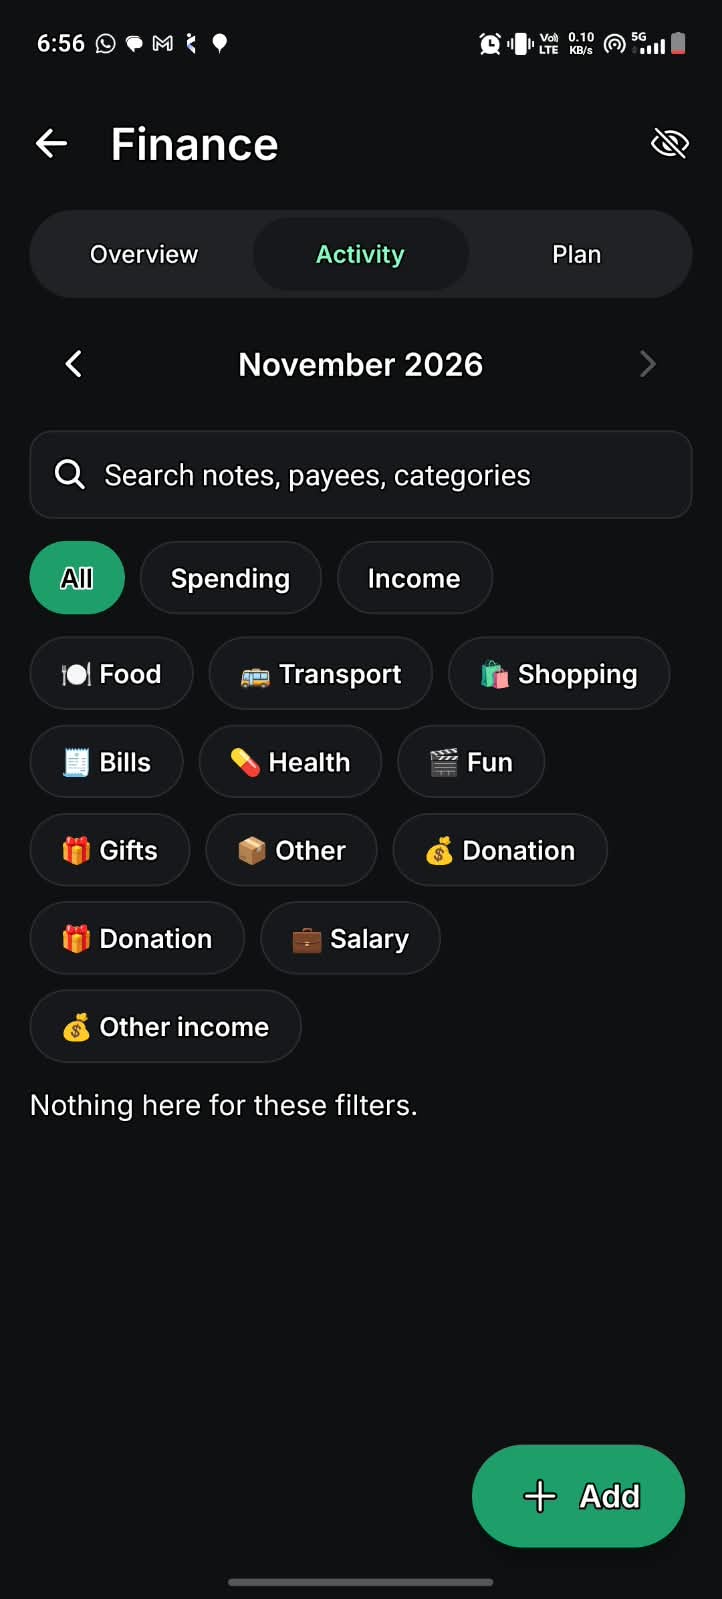 6:56 Vo) LTE 0.10 KB/s 5G
Finance
Overview Activity Plan
November 2026
Search notes, payees, categories
All Spending Income
Food Transport Shopping
Bills Health Fun
Gifts Other Donation
Donation Salary
Other income
Nothing here for these filters.
Add